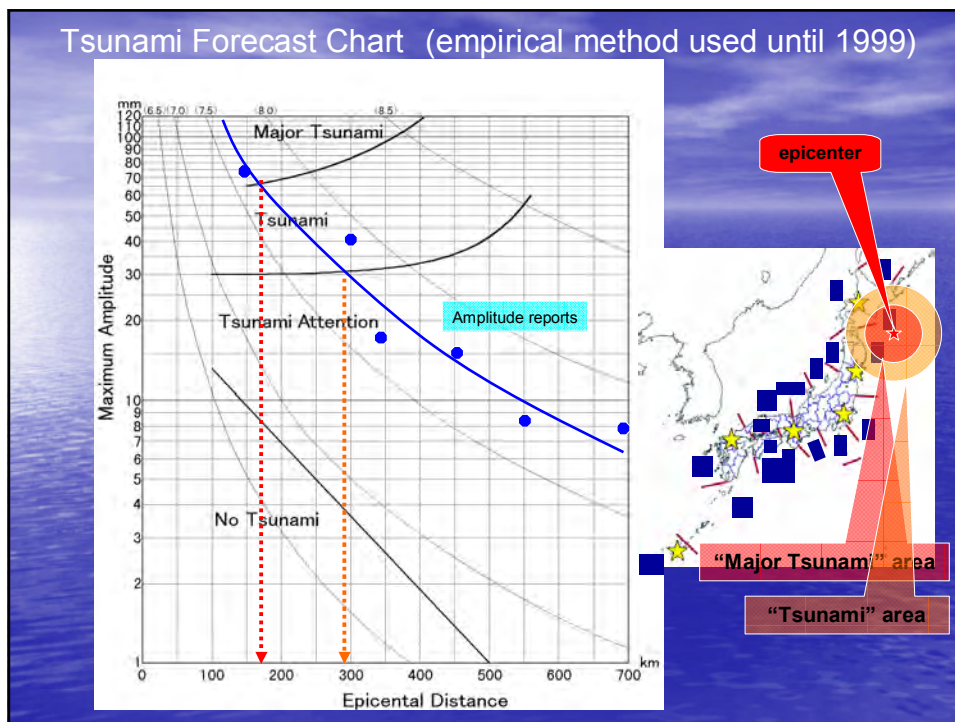 Tsunami Forecast Chart (empirical method used until 1999)
mm
(6.5) (7.0) (7.5) (8.0) (8.5)
120
110
100
90
80
70
60
50
40
30
20
10
9
8
7
6
5
4
3
2
1
Maximum Amplitude
Major Tsunami
Tsunami
Tsunami Attention
No Tsunami
Amplitude reports
0 100 200 300 400 500 600 700
km
Epicental Distance
epicenter
“Major Tsunami” area
“Tsunami” area